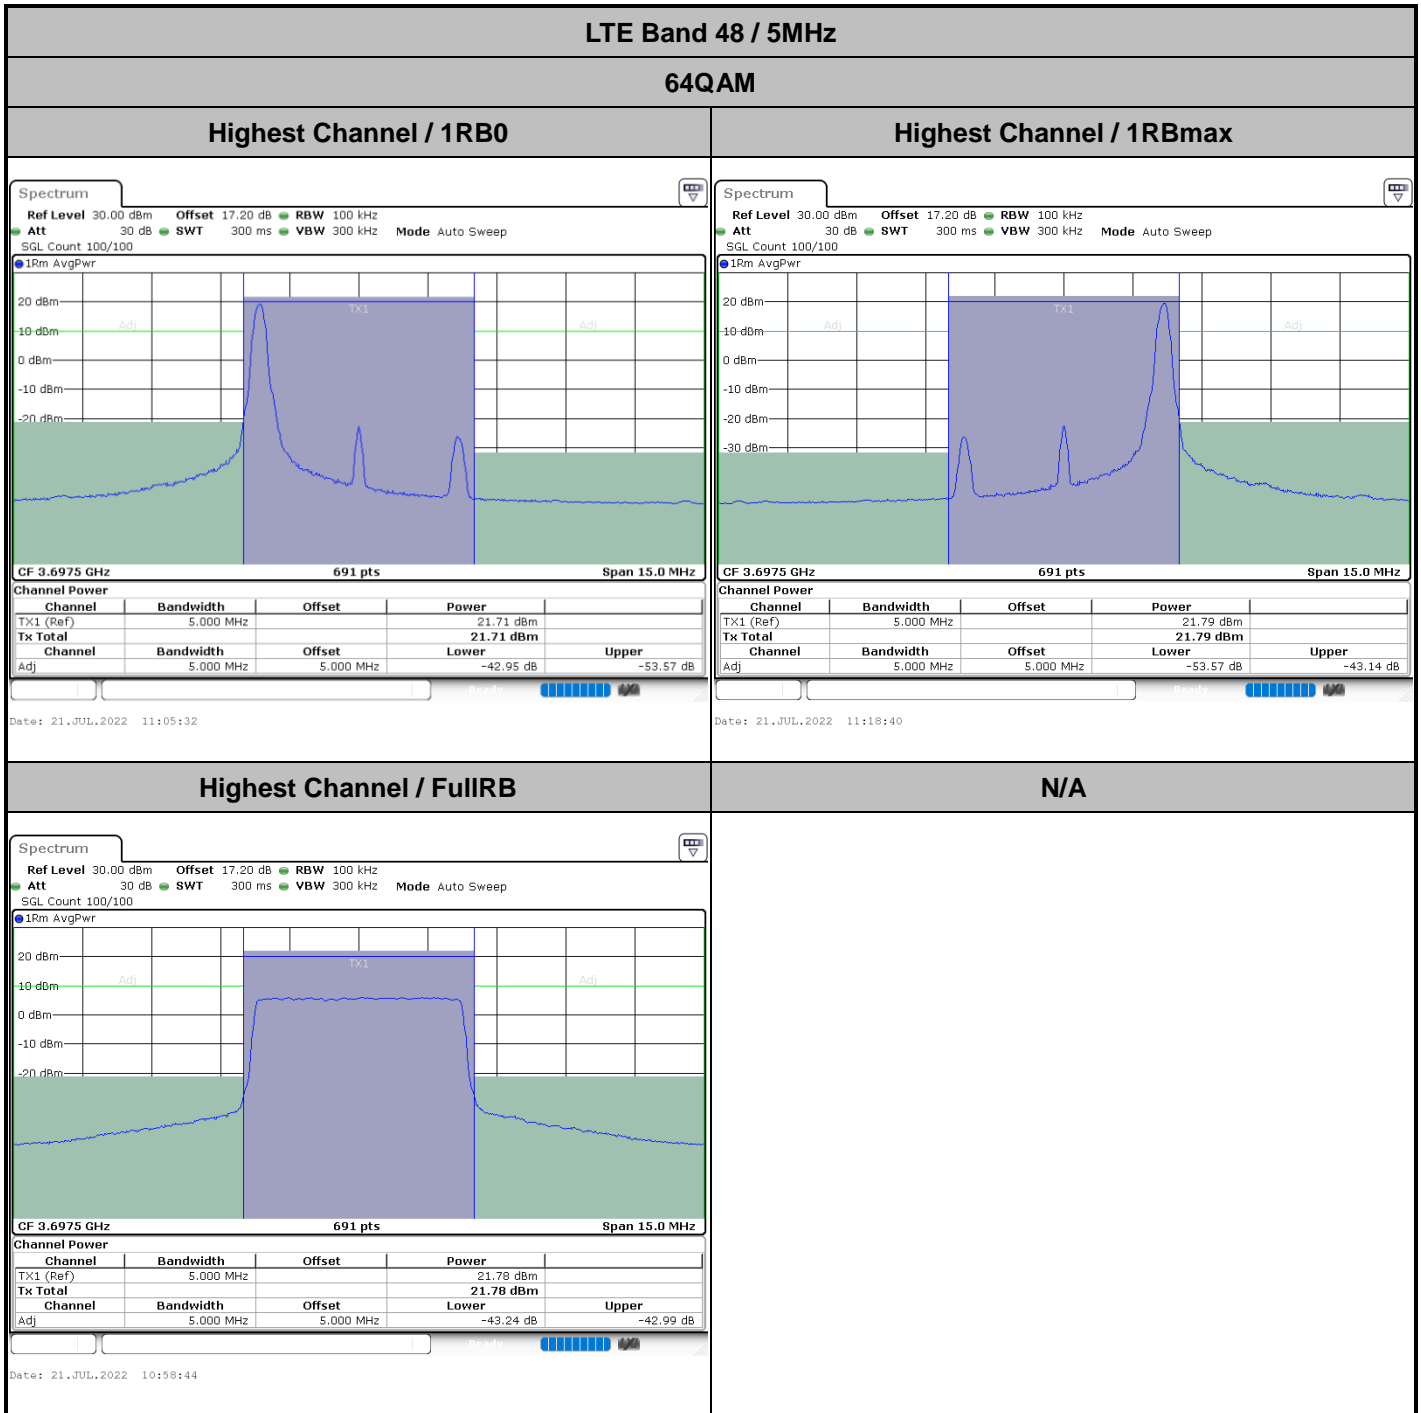 LTE Band 48 / 5MHz
64QAM
Highest Channel / 1RB0
Highest Channel / 1RBmax
Spectrum
Ref Level 30.00 dBm Offset 17.20 dB RBW 100 kHz
Att 30 dB SWT 300 ms VBW 300 kHz Mode Auto Sweep
SGL Count 100/100
1Rm AvgPwr
20 dBm
TX1
10 dBm
Adj
Adj
0 dBm
-10 dBm
-20 dBm
CF 3.6975 GHz 691 pts Span 15.0 MHz
Channel Power
Channel Bandwidth Offset Power
TX1 (Ref) 5.000 MHz 21.71 dBm
Tx Total 21.71 dBm
Channel Bandwidth Offset Lower Upper
Adj 5.000 MHz 5.000 MHz -42.95 dB -53.57 dB
Ready
Date: 21.JUL.2022 11:05:32
Spectrum
Ref Level 30.00 dBm Offset 17.20 dB RBW 100 kHz
Att 30 dB SWT 300 ms VBW 300 kHz Mode Auto Sweep
SGL Count 100/100
1Rm AvgPwr
20 dBm
TX1
10 dBm
Adj
Adj
0 dBm
-10 dBm
-20 dBm
-30 dBm
CF 3.6975 GHz 691 pts Span 15.0 MHz
Channel Power
Channel Bandwidth Offset Power
TX1 (Ref) 5.000 MHz 21.79 dBm
Tx Total 21.79 dBm
Channel Bandwidth Offset Lower Upper
Adj 5.000 MHz 5.000 MHz -53.57 dB -43.14 dB
Ready
Date: 21.JUL.2022 11:18:40
Highest Channel / FullRB
N/A
Spectrum
Ref Level 30.00 dBm Offset 17.20 dB RBW 100 kHz
Att 30 dB SWT 300 ms VBW 300 kHz Mode Auto Sweep
SGL Count 100/100
1Rm AvgPwr
20 dBm
TX1
10 dBm
Adj
Adj
0 dBm
-10 dBm
-20 dBm
CF 3.6975 GHz 691 pts Span 15.0 MHz
Channel Power
Channel Bandwidth Offset Power
TX1 (Ref) 5.000 MHz 21.78 dBm
Tx Total 21.78 dBm
Channel Bandwidth Offset Lower Upper
Adj 5.000 MHz 5.000 MHz -43.24 dB -42.99 dB
Ready
Date: 21.JUL.2022 10:58:44